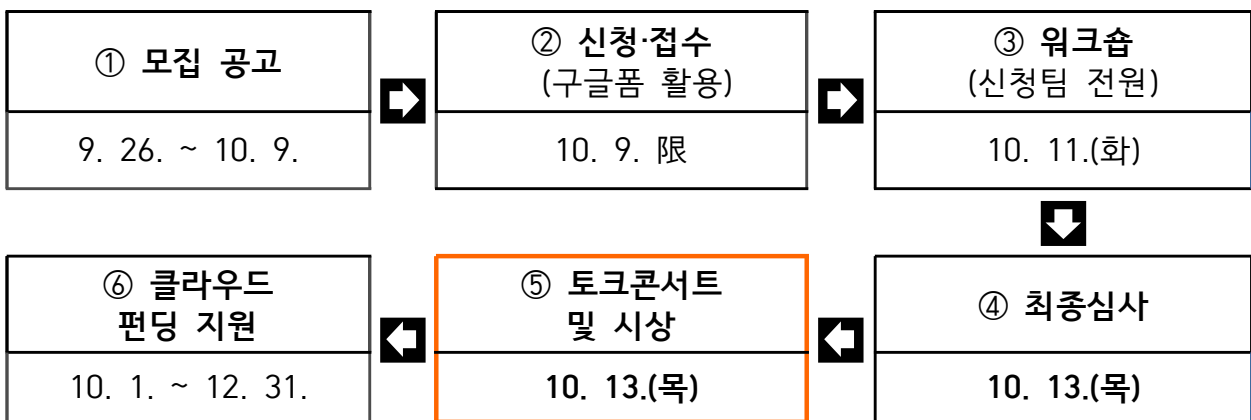 ① 모집 공고
9. 26. ~ 10. 9.
② 신청·접수
(구글폼 활용)
10. 9. 限
③ 워크숍
(신청팀 전원)
10. 11.(화)
④ 최종심사
10. 13.(목)
⑤ 토크콘서트
및 시상
10. 13.(목)
⑥ 클라우드
펀딩 지원
10. 1. ~ 12. 31.